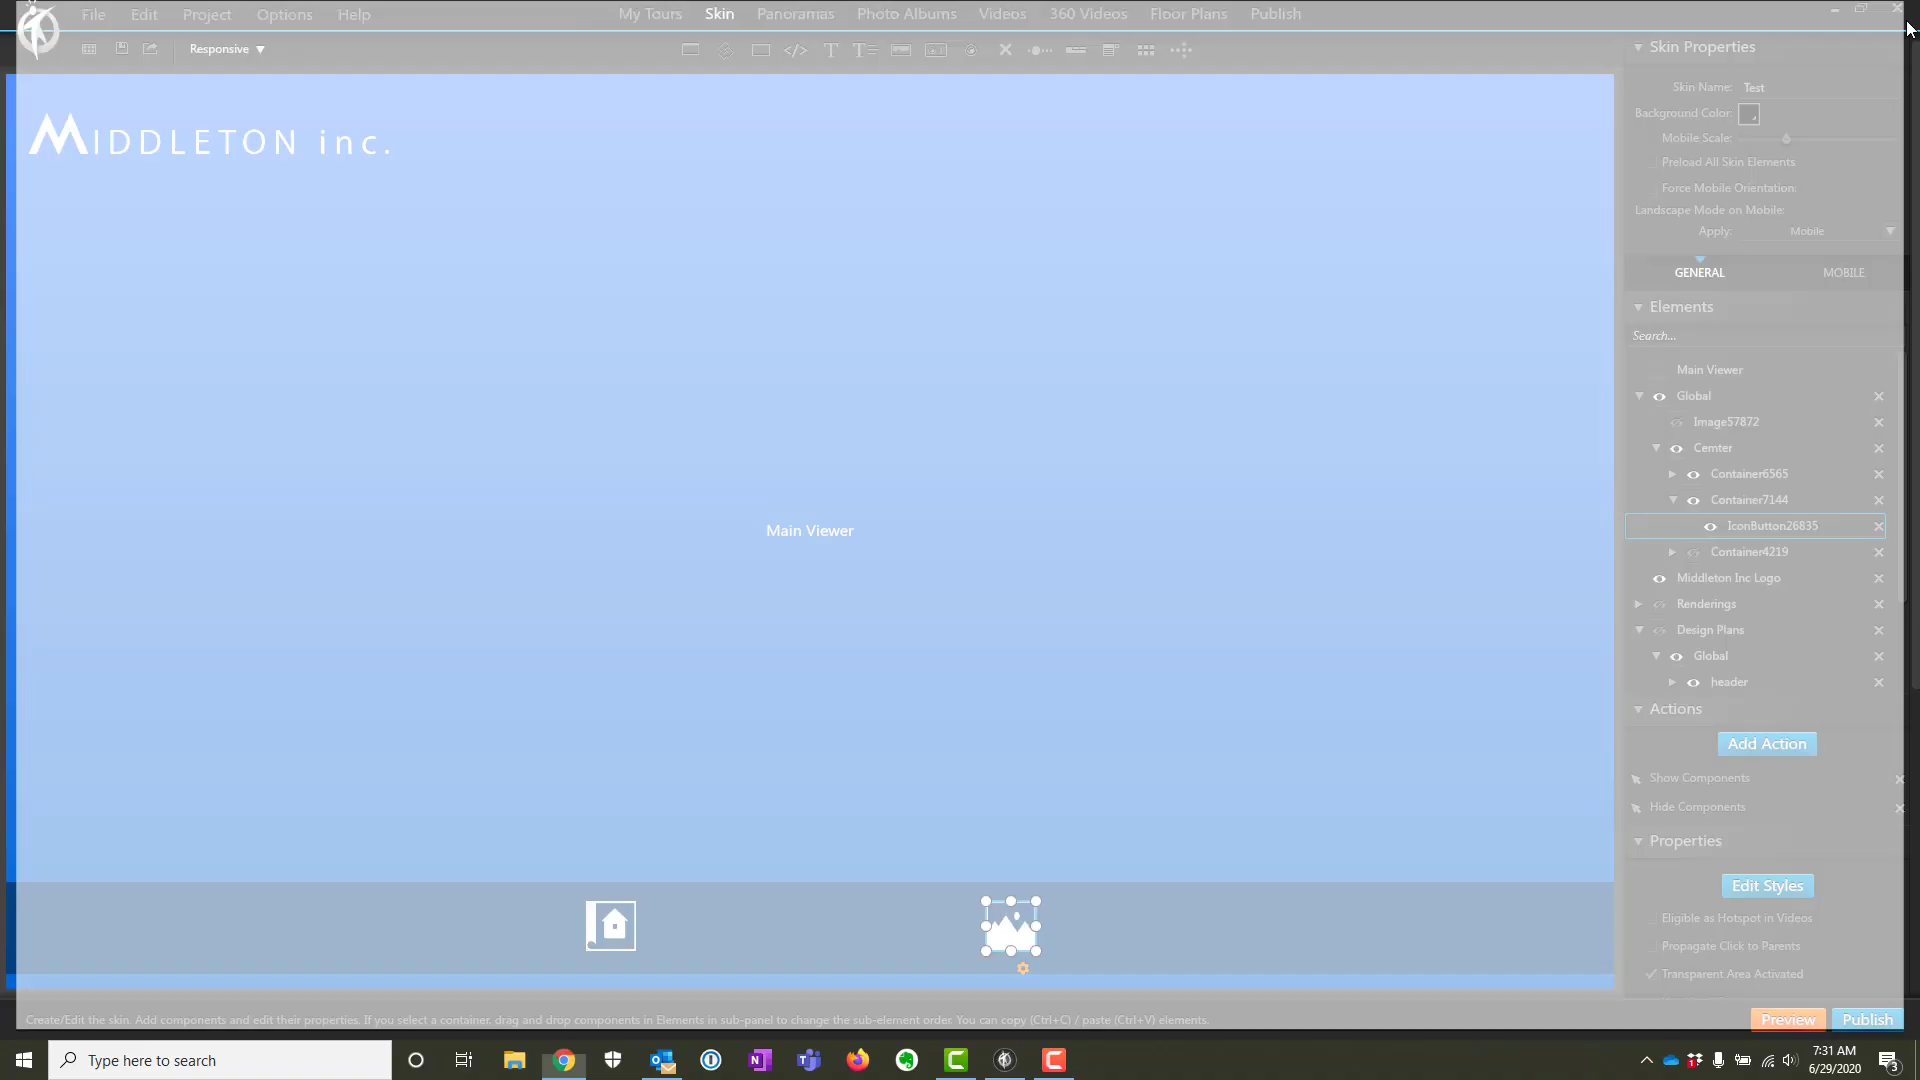 File Edit Project Options Help
My Tours Skin Panoramas Photo Albums Videos 360 Videos Floor Plans Publish
Responsive
Skin Properties
Skin Name: Test
Background Color:
Mobile Scale:
Preload All Skin Elements
Force Mobile Orientation:
Landscape Mode on Mobile:
Apply: Mobile
GENERAL MOBILE
Elements
Search...
Main Viewer
Global
Image57872
Cemter
Container6565
Container7144
IconButton26835
Container4219
Middleton Inc Logo
Renderings
Design Plans
Global
header
Actions
Add Action
Show Components
Hide Components
Properties
Edit Styles
Eligible as Hotspot in Videos
Propagate Click to Parents
Transparent Area Activated
MIDDLETON inc.
Main Viewer
Create/Edit the skin. Add components and edit their properties. If you select a container, drag and drop components in Elements in sub-panel to change the sub-element order. You can copy (Ctrl+C) / paste (Ctrl+V) elements.
Preview Publish
Type here to search
7:31 AM
6/29/2020
3